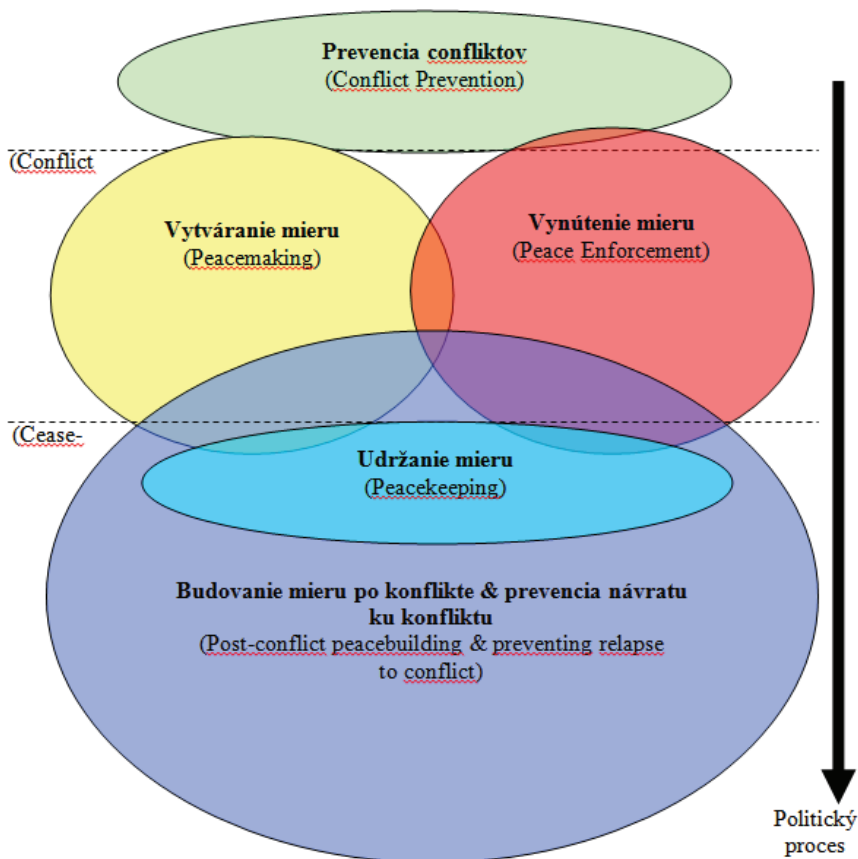 Prevencia confliktov
(Conflict Prevention)
(Conflict
Vytváranie mieru
(Peacemaking)
Vynútenie mieru
(Peace Enforcement)
(Cease-
Udržanie mieru
(Peacekeeping)
Budovanie mieru po konflikte & prevencia návratu
ku konfliktu
(Post-conflict peacebuilding & preventing relapse
to conflict)
Politický
proces